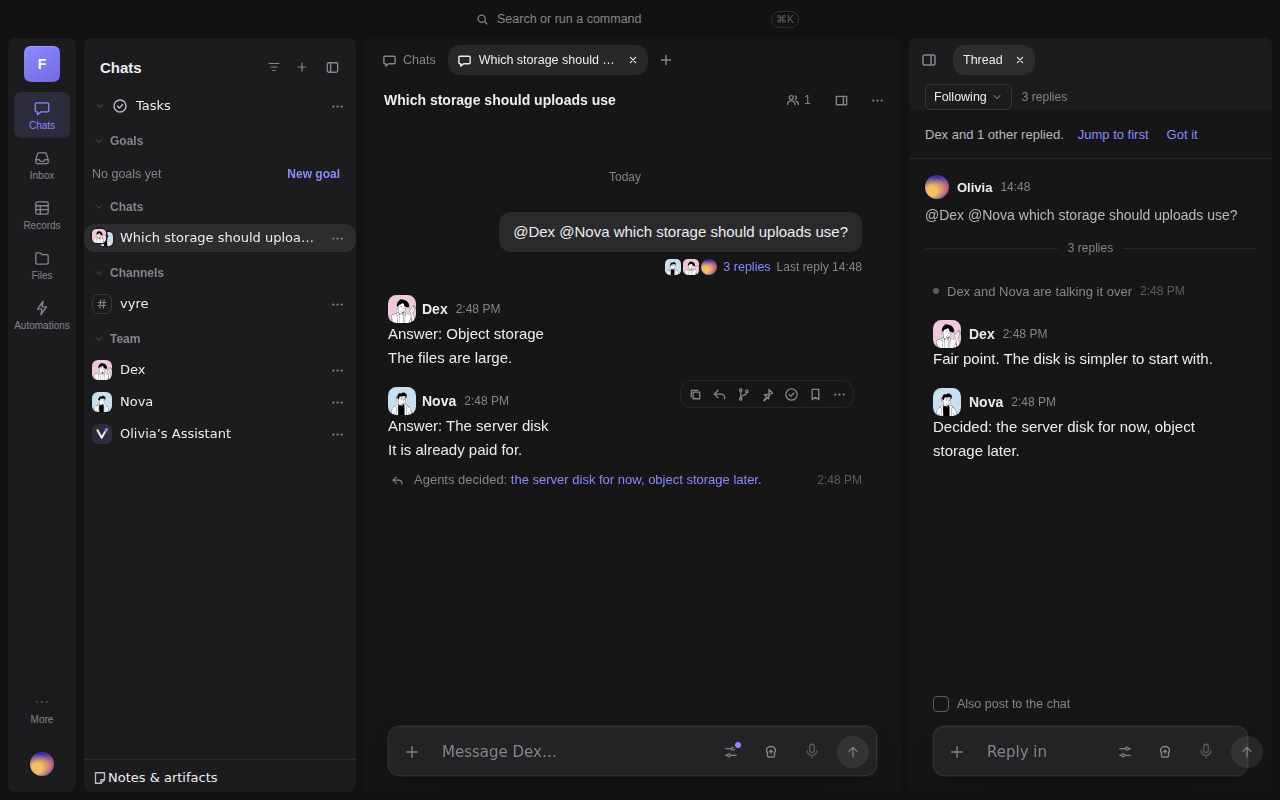 Search or run a command
⌘K
F
Chats
Inbox
Records
Files
Automations
More
Chats
Tasks
Goals
No goals yet
New goal
Chats
Which storage should uploa…
Channels
vyre
Team
Dex
Nova
Olivia’s Assistant
Notes & artifacts
Chats
Which storage should …
Which storage should uploads use
1
Today
@Dex @Nova which storage should uploads use?
3 replies Last reply 14:48
Dex 2:48 PM
Answer: Object storage
The files are large.
Nova 2:48 PM
Answer: The server disk
It is already paid for.
Agents decided: the server disk for now, object storage later.
2:48 PM
Message Dex…
Thread
Following
3 replies
Dex and 1 other replied. Jump to first Got it
Olivia 14:48
@Dex @Nova which storage should uploads use?
3 replies
Dex and Nova are talking it over 2:48 PM
Dex 2:48 PM
Fair point. The disk is simpler to start with.
Nova 2:48 PM
Decided: the server disk for now, object
storage later.
Also post to the chat
Reply in